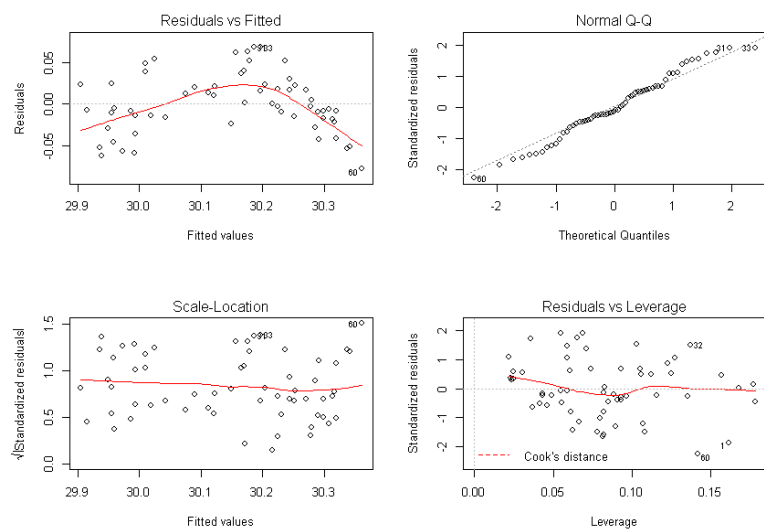 Residuals vs Fitted
Residuals
0.05
0.00
-0.05
60
29.9 30.0 30.1 30.2 30.3
Fitted values
Normal Q-Q
Standardized residuals
2
1
0
-1
-2
31 33
60
-2 -1 0 1 2
Theoretical Quantiles
Scale-Location
√|Standardized residuals|
1.5
1.0
0.5
0.0
60
29.9 30.0 30.1 30.2 30.3
Fitted values
Residuals vs Leverage
Standardized residuals
2
1
0
-1
-2
32
1
60
Cook's distance
0.00 0.05 0.10 0.15
Leverage